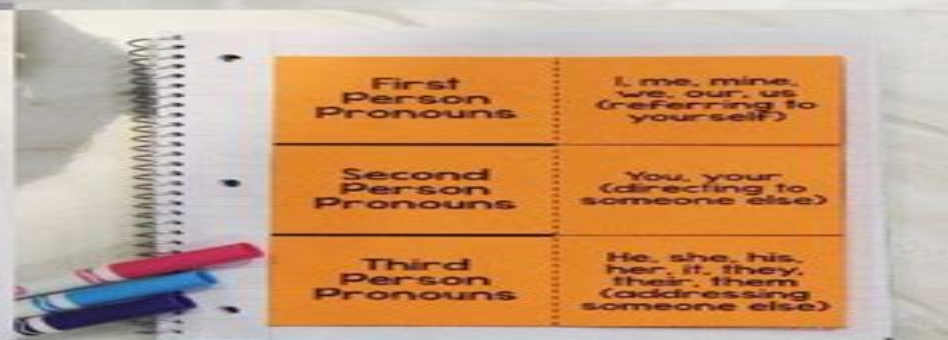 First
Person
Pronouns
I, me, mine,
we, our, us
(referring to
yourself)
Second
Person
Pronouns
You, your
(directing to
someone else)
Third
Person
Pronouns
He, she, his,
her, it, they,
their, them
(addressing
someone else)